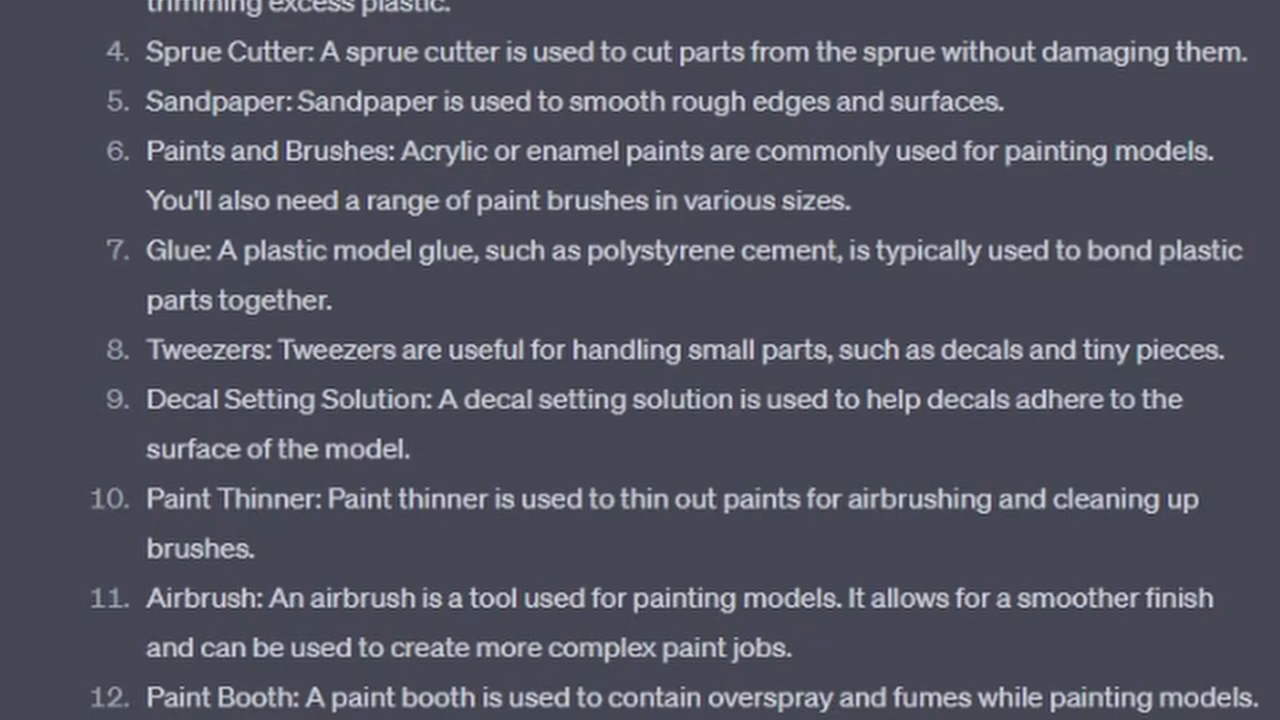 trimming excess plastic.
4. Sprue Cutter: A sprue cutter is used to cut parts from the sprue without damaging them.
5. Sandpaper: Sandpaper is used to smooth rough edges and surfaces.
6. Paints and Brushes: Acrylic or enamel paints are commonly used for painting models.
You'll also need a range of paint brushes in various sizes.
7. Glue: A plastic model glue, such as polystyrene cement, is typically used to bond plastic
parts together.
8. Tweezers: Tweezers are useful for handling small parts, such as decals and tiny pieces.
9. Decal Setting Solution: A decal setting solution is used to help decals adhere to the
surface of the model.
10. Paint Thinner: Paint thinner is used to thin out paints for airbrushing and cleaning up
brushes.
11. Airbrush: An airbrush is a tool used for painting models. It allows for a smoother finish
and can be used to create more complex paint jobs.
12. Paint Booth: A paint booth is used to contain overspray and fumes while painting models.